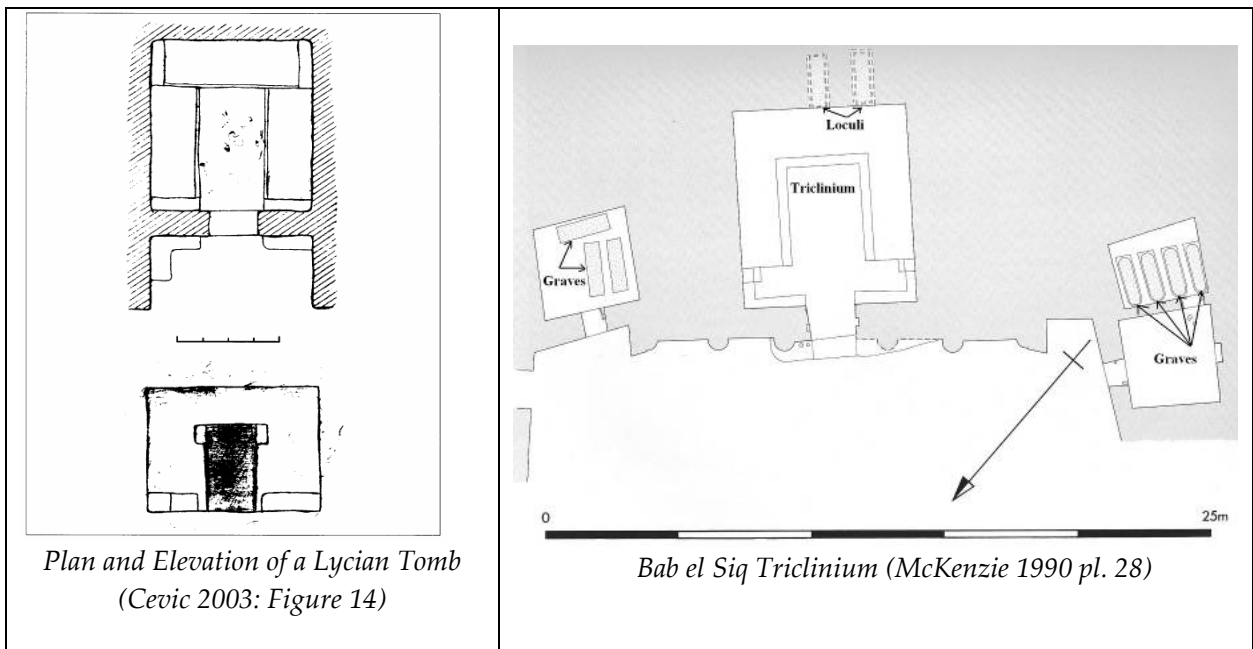 Plan and Elevation of a Lycian Tomb
(Cevic 2003: Figure 14)
Loculi
Triclinium
Graves
Graves
0
25m
Bab el Siq Triclinium (McKenzie 1990 pl. 28)